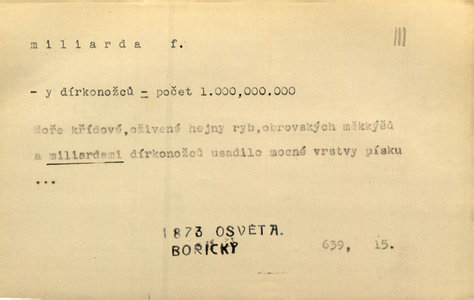 miliarda f.
III
- y dírkonožců - počet 1.000,000.000
Moře křídové,oživené hejny ryb,obrovských měkkýšů
a miliardami dírkonožců usadilo mocné vrstvy písku
...
1873 OSVĚTA.
BOŘICKÝ 639, 15.